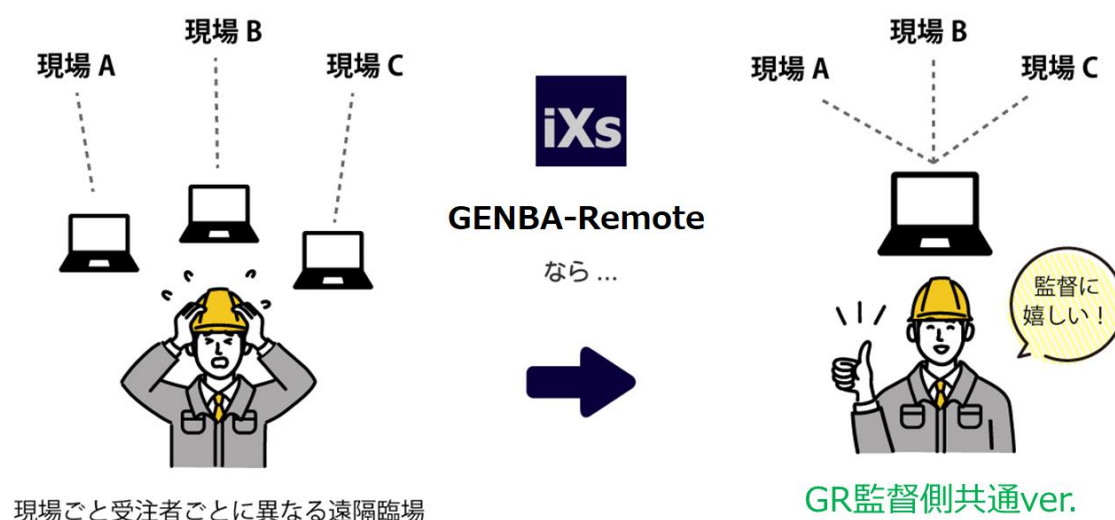 現場 A
現場 B
現場 C
現場ごと受注者ごとに異なる遠隔臨場
iXs
GENBA-Remote
なら ...
現場 A
現場 B
現場 C
監督に
嬉しい！
GR監督側共通ver.